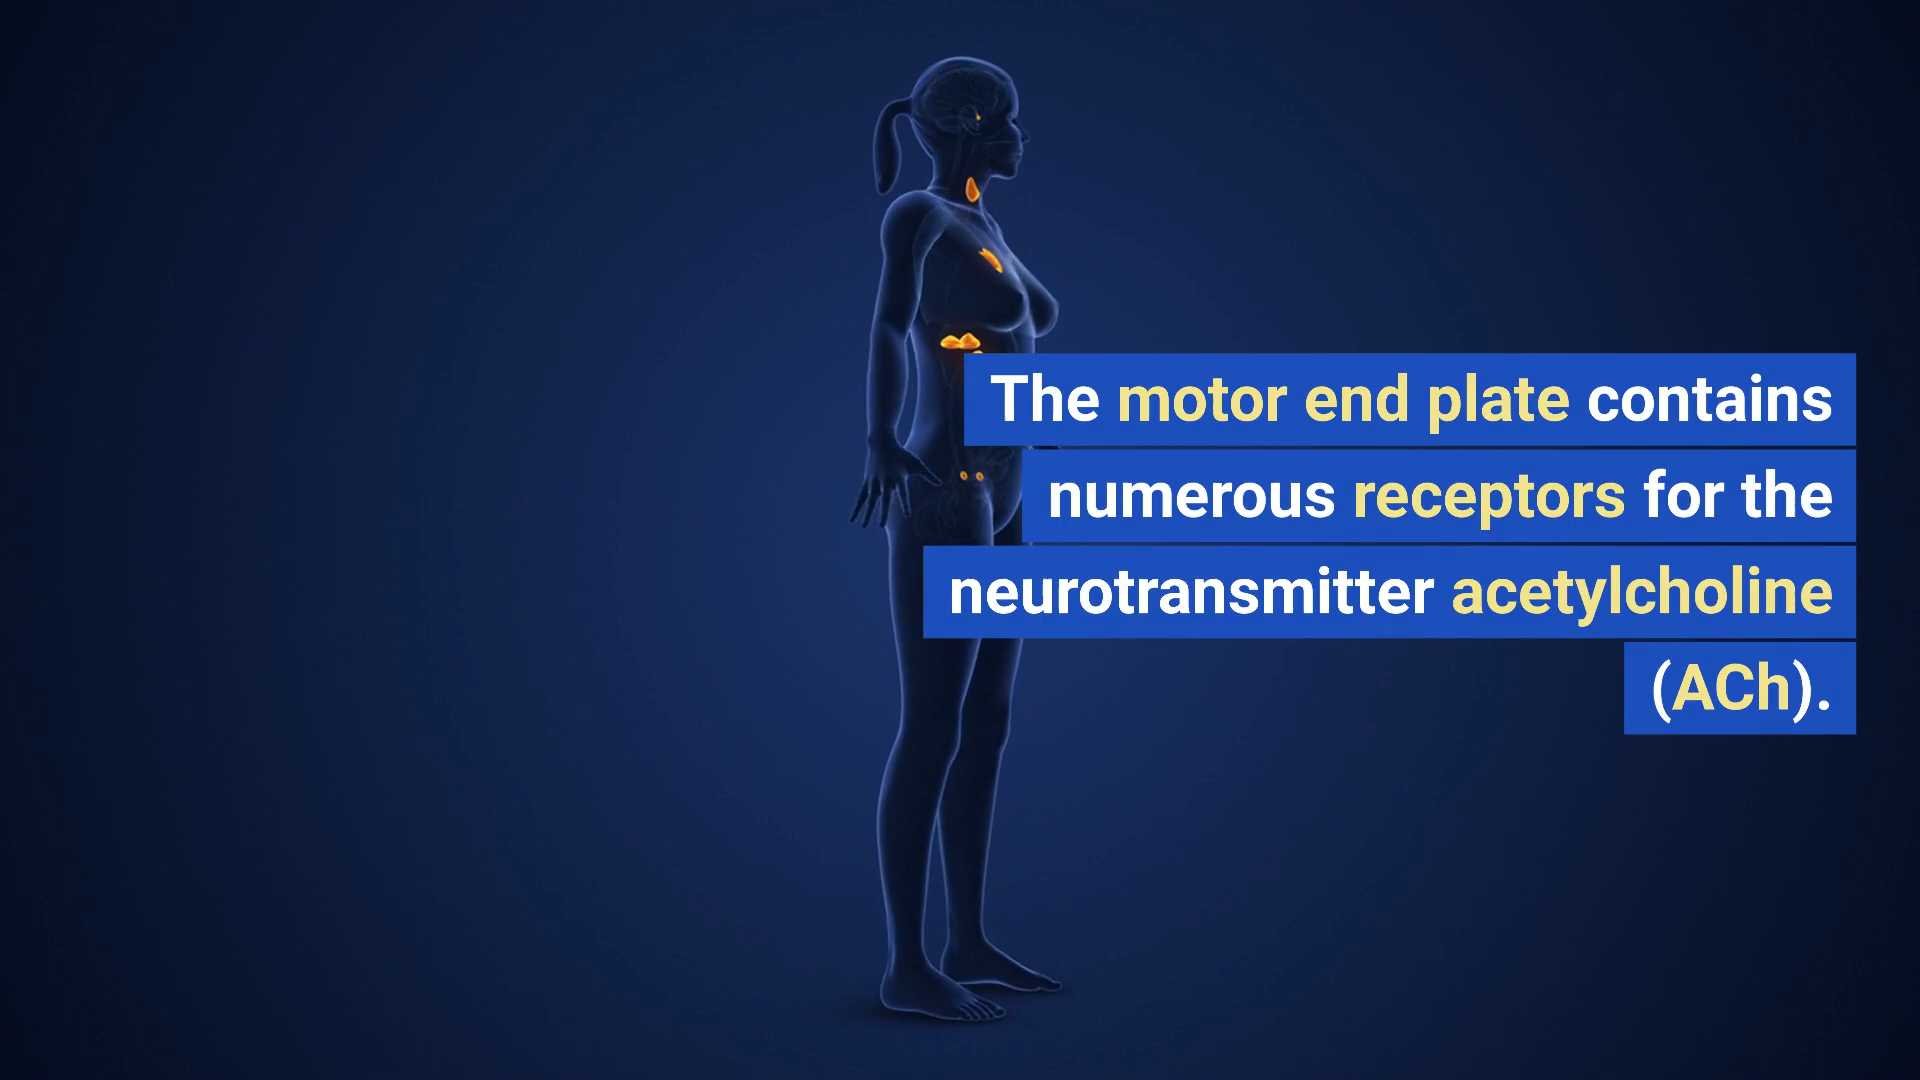 The motor end plate contains
numerous receptors for the
neurotransmitter acetylcholine
(ACh).